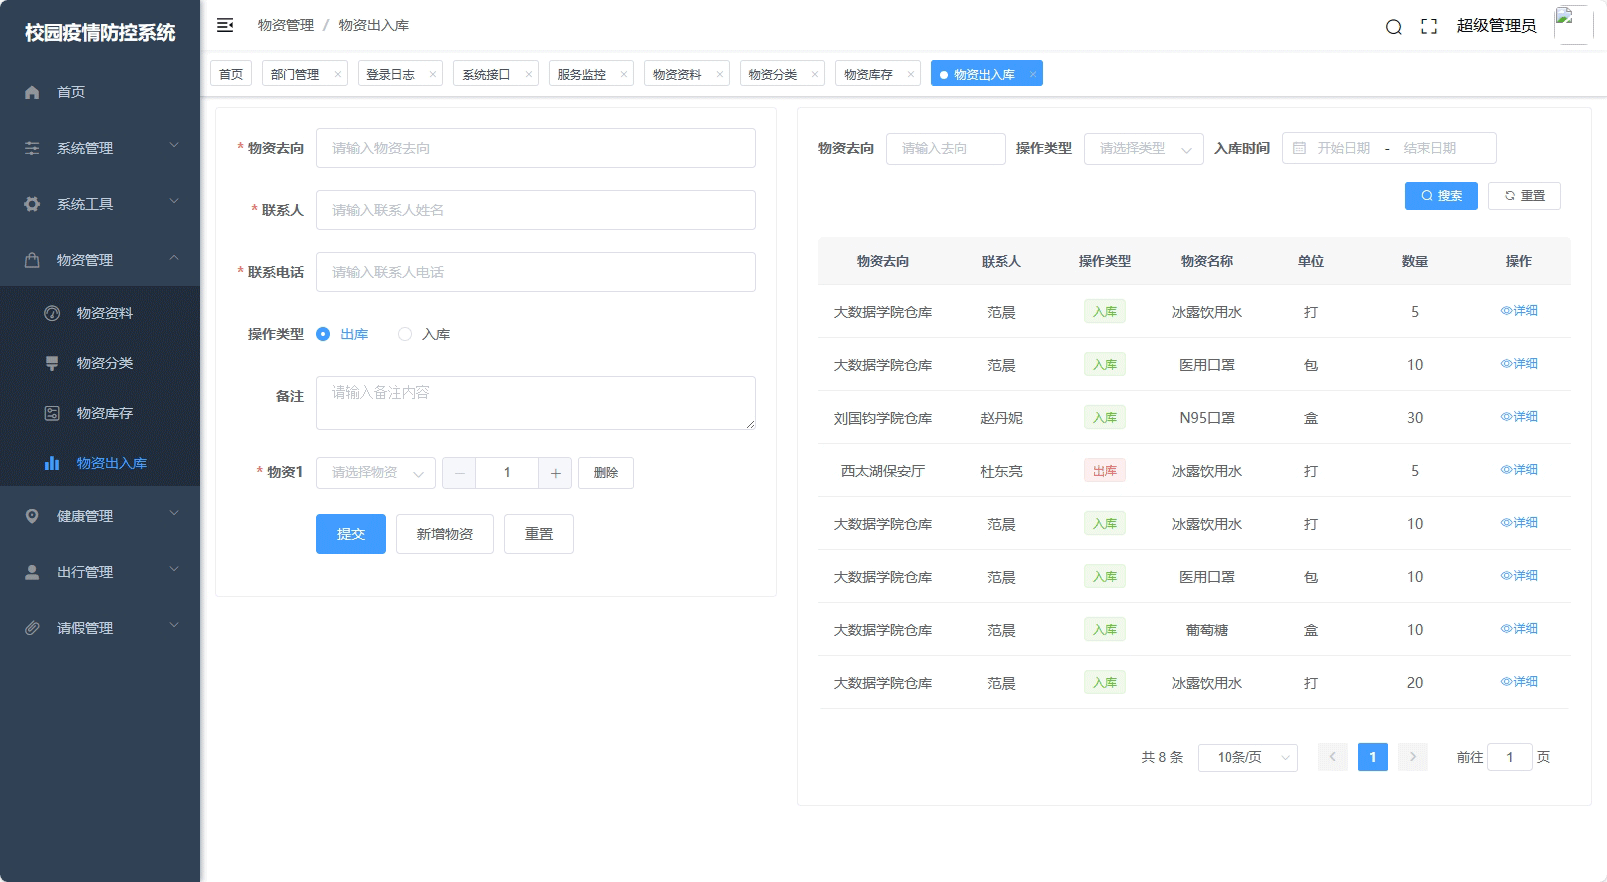 校园疫情防控系统
首页
系统管理
系统工具
物资管理
物资资料
物资分类
物资库存
物资出入库
健康管理
出行管理
请假管理
物资管理 / 物资出入库
超级管理员
首页 部门管理 × 登录日志 × 系统接口 × 服务监控 × 物资资料 × 物资分类 × 物资库存 × 物资出入库 ×
* 物资去向 请输入物资去向
* 联系人 请输入联系人姓名
* 联系电话 请输入联系人电话
操作类型 出库 入库
备注 请输入备注内容
* 物资1 请选择物资 − 1 + 删除
提交 新增物资 重置
物资去向 请输入去向 操作类型 请选择类型 入库时间 开始日期 - 结束日期
搜索 重置
物资去向 联系人 操作类型 物资名称 单位 数量 操作
大数据学院仓库 范晨 入库 冰露饮用水 打 5 详细
大数据学院仓库 范晨 入库 医用口罩 包 10 详细
刘国钧学院仓库 赵丹妮 入库 N95口罩 盒 30 详细
西太湖保安厅 杜东亮 出库 冰露饮用水 打 5 详细
大数据学院仓库 范晨 入库 冰露饮用水 打 10 详细
大数据学院仓库 范晨 入库 医用口罩 包 10 详细
大数据学院仓库 范晨 入库 葡萄糖 盒 10 详细
大数据学院仓库 范晨 入库 冰露饮用水 打 20 详细
共 8 条 10条/页 < 1 > 前往 1 页